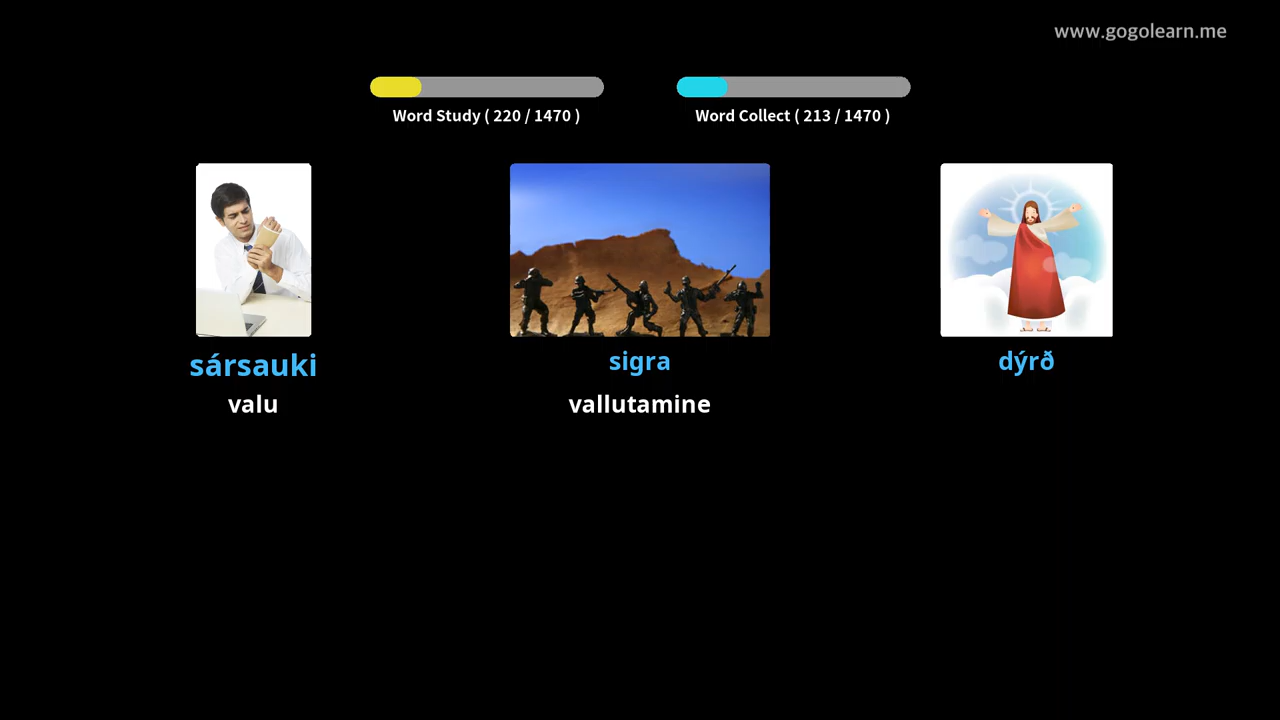 www.gogolearn.me
Word Study ( 220 / 1470 )
Word Collect ( 213 / 1470 )
sársauki
sigra
dýrð
valu
vallutamine